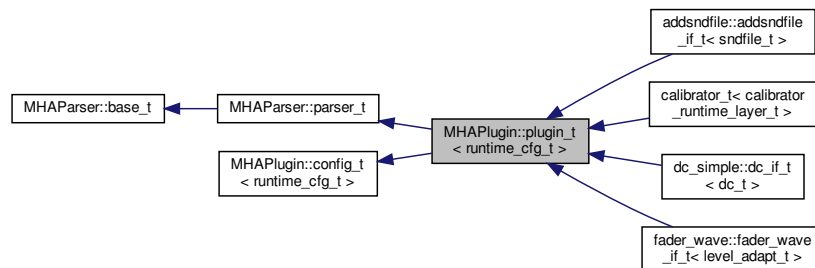 addsndfile::addsndfile
_if_t< sndfile_t >
MHAParser::base_t
MHAParser::parser_t
MHAPlugin::config_t
< runtime_cfg_t >
MHAPlugin::plugin_t
< runtime_cfg_t >
calibrator_t< calibrator
_runtime_layer_t >
dc_simple::dc_if_t
< dc_t >
fader_wave::fader_wave
_if_t< level_adapt_t >